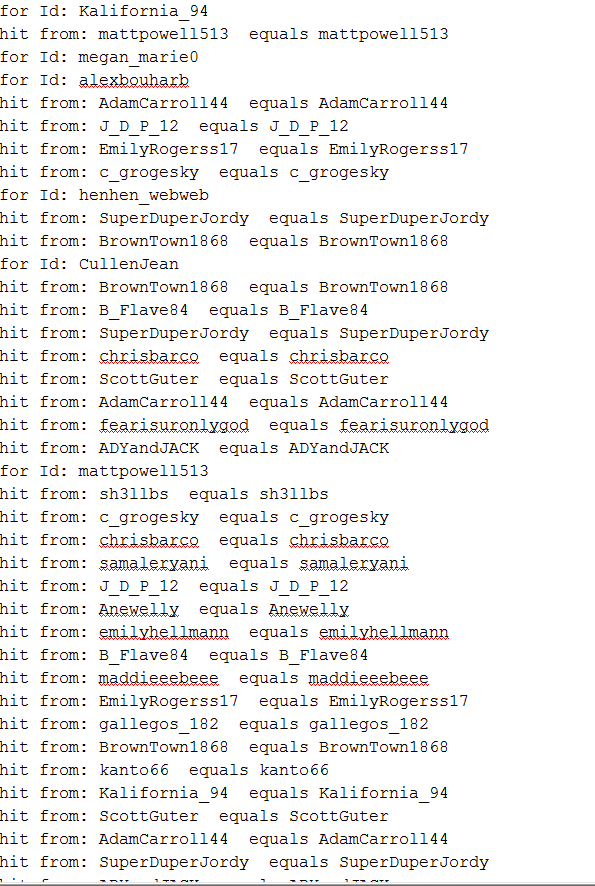 for Id: Kalifornia_94
hit from: mattpowell513  equals mattpowell513
for Id: megan_marie0
for Id: alexbouharb
hit from: AdamCarroll44  equals AdamCarroll44
hit from: J_D_P_12  equals J_D_P_12
hit from: EmilyRogerss17  equals EmilyRogerss17
hit from: c_grogesky  equals c_grogesky
for Id: henhen_webweb
hit from: SuperDuperJordy  equals SuperDuperJordy
hit from: BrownTown1868  equals BrownTown1868
for Id: CullenJean
hit from: BrownTown1868  equals BrownTown1868
hit from: B_Flave84  equals B_Flave84
hit from: SuperDuperJordy  equals SuperDuperJordy
hit from: chrisbarco  equals chrisbarco
hit from: ScottGuter  equals ScottGuter
hit from: AdamCarroll44  equals AdamCarroll44
hit from: fearisuronlygod  equals fearisuronlygod
hit from: ADYandJACK  equals ADYandJACK
for Id: mattpowell513
hit from: sh3llbs  equals sh3llbs
hit from: c_grogesky  equals c_grogesky
hit from: chrisbarco  equals chrisbarco
hit from: samaleryani  equals samaleryani
hit from: J_D_P_12  equals J_D_P_12
hit from: Anewelly  equals Anewelly
hit from: emilyhellmann  equals emilyhellmann
hit from: B_Flave84  equals B_Flave84
hit from: maddieeebeee  equals maddieeebeee
hit from: EmilyRogerss17  equals EmilyRogerss17
hit from: gallegos_182  equals gallegos_182
hit from: BrownTown1868  equals BrownTown1868
hit from: kanto66  equals kanto66
hit from: Kalifornia_94  equals Kalifornia_94
hit from: ScottGuter  equals ScottGuter
hit from: AdamCarroll44  equals AdamCarroll44
hit from: SuperDuperJordy  equals SuperDuperJordy